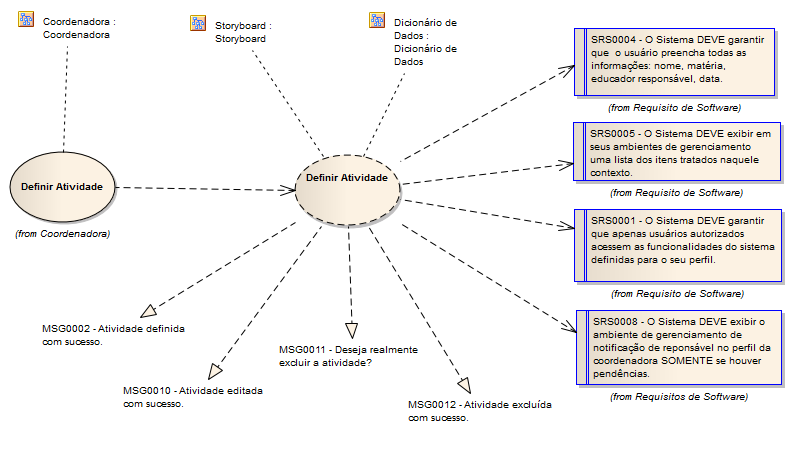 Coordenadora :
Coordenadora
Storyboard :
Storyboard
Dicionário de
Dados :
Dicionário de
Dados
SRS0004 - O Sistema DEVE garantir
que o usuário preencha todas as
informações: nome, matéria,
educador responsável, data.
(from Requisito de Software)
SRS0005 - O Sistema DEVE exibir em
seus ambientes de gerenciamento
uma lista dos itens tratados naquele
contexto.
(from Requisito de Software)
Definir Atividade
(from Coordenadora)
Definir Atividade
SRS0001 - O Sistema DEVE garantir
que apenas usuários autorizados
acessem as funcionalidades do sistema
definidas para o seu perfil.
(from Requisito de Software)
SRS0008 - O Sistema DEVE exibir o
ambiente de gerenciamento de
notificação de reponsável no perfil da
coordenadora SOMENTE se houver
pendências.
(from Requisitos de Software)
MSG0002 - Atividade definida
com sucesso.
MSG0011 - Deseja realmente
excluir a atividade?
MSG0010 - Atividade editada
com sucesso.
MSG0012 - Atividade excluída
com sucesso.